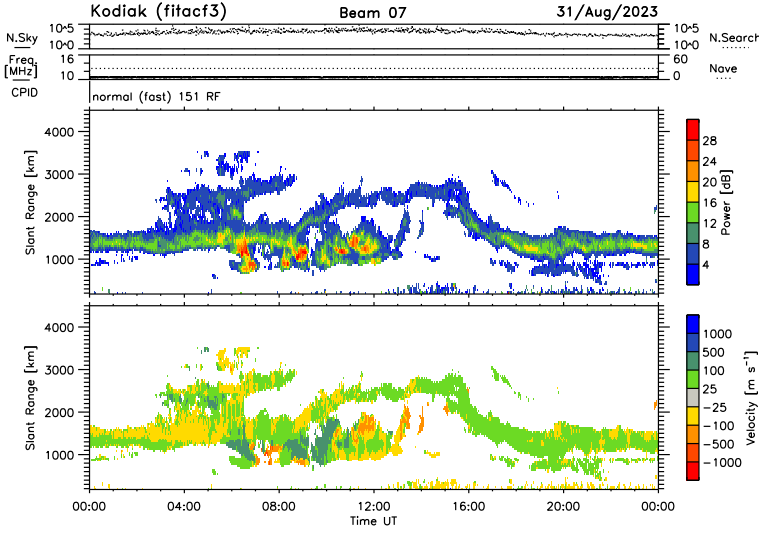 Kodiak (fitacf3) Beam 07 31/Aug/2023
N.Sky 10^5 10^0 10^5 10^0 N.Search
Freq. [MHz] 16 10 60 0 Nave
CPID normal (fast) 151 RF
Slant Range [km] 4000 3000 2000 1000
Power [dB] 28 24 20 16 12 8 4
Slant Range [km] 4000 3000 2000 1000
Velocity [m s⁻¹] 1000 500 100 25 −25 −100 −500 −1000
00:00 04:00 08:00 12:00 16:00 20:00 00:00
Time UT